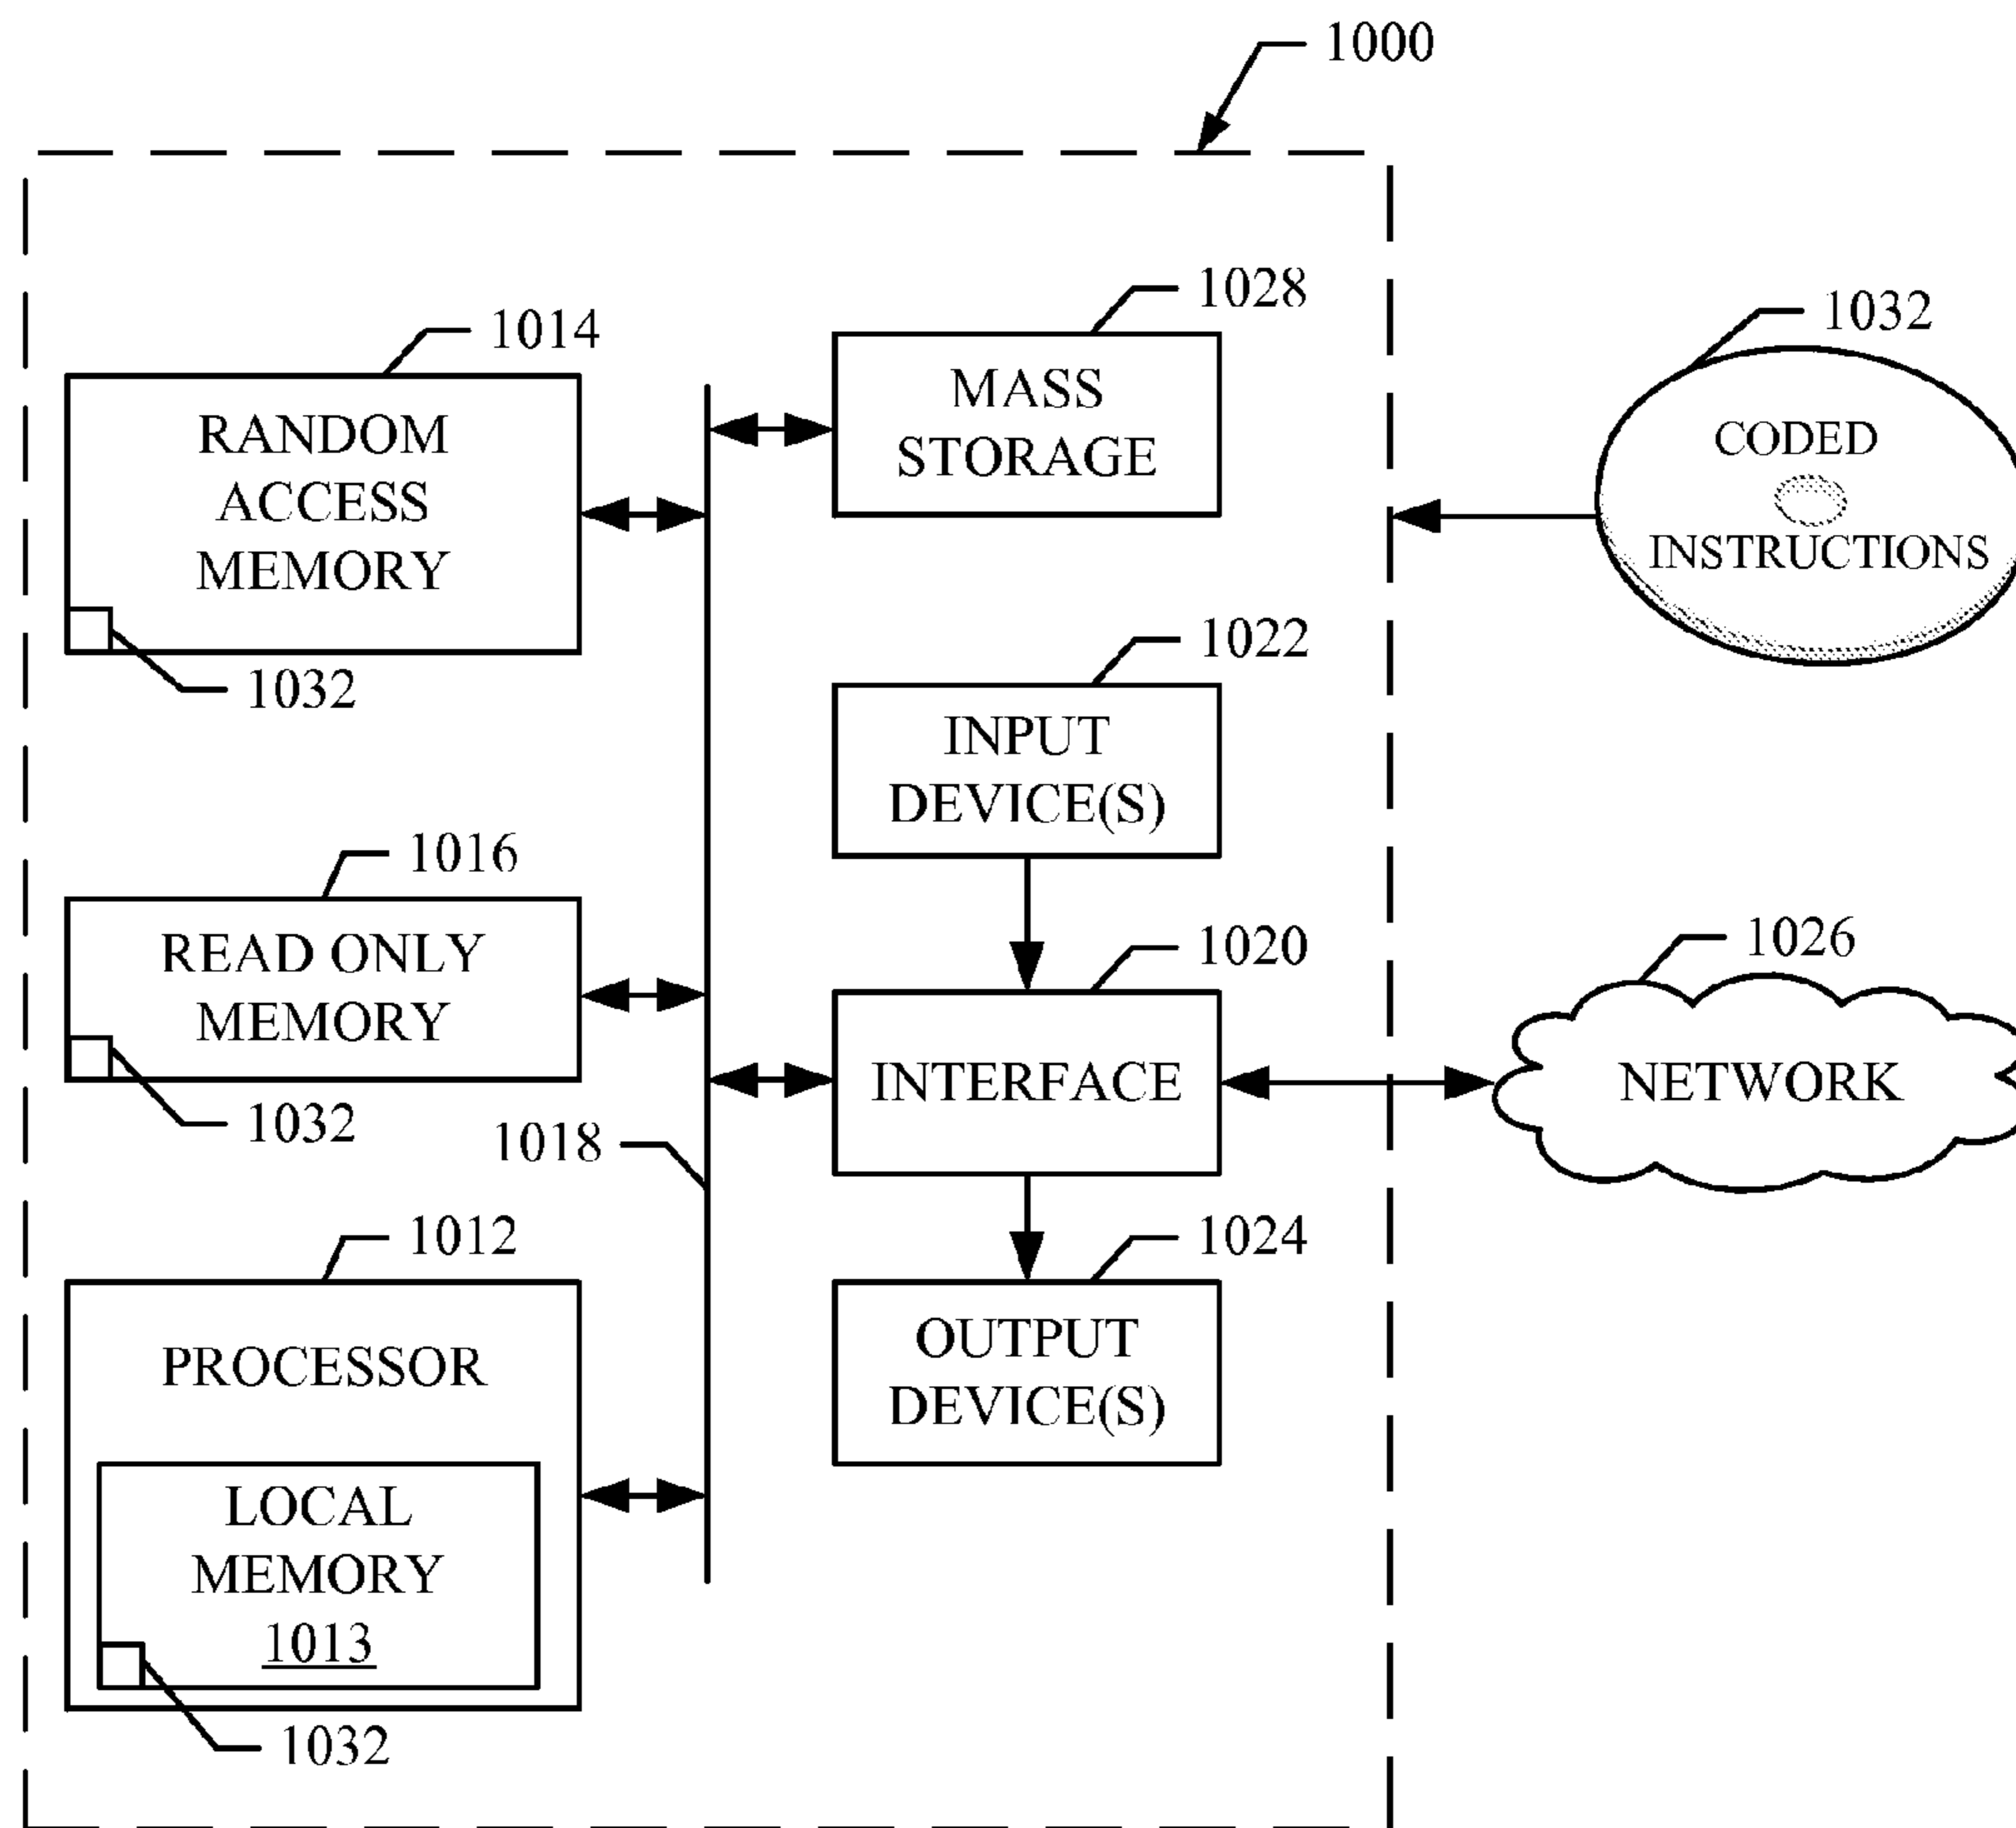 1000
1028
1014
MASS
STORAGE
RANDOM
ACCESS
MEMORY
1032
1032
CODED
INSTRUCTIONS
1022
INPUT
DEVICE(S)
1016
READ ONLY
MEMORY
1032
1020
INTERFACE
1026
NETWORK
1018
1012
PROCESSOR
LOCAL
MEMORY
1013
1032
1024
OUTPUT
DEVICE(S)